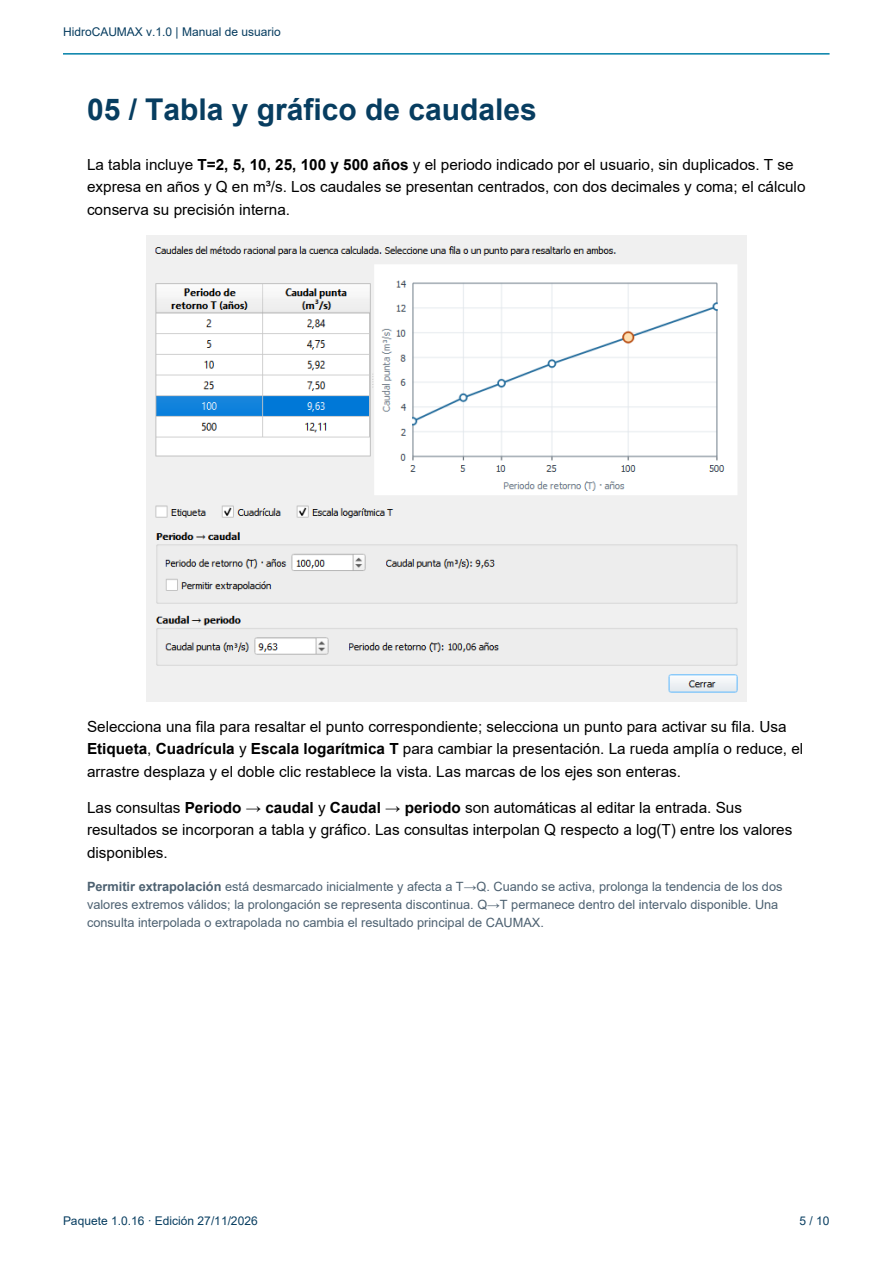 HidroCAUMAX v.1.0 | Manual de usuario
05 / Tabla y gráfico de caudales
La tabla incluye T=2, 5, 10, 25, 100 y 500 años y el periodo indicado por el usuario, sin duplicados. T se
expresa en años y Q en m³/s. Los caudales se presentan centrados, con dos decimales y coma; el cálculo
conserva su precisión interna.
Caudales del método racional para la cuenca calculada. Seleccione una fila o un punto para resaltarlo en ambos.
Periodo de retorno T (años) Caudal punta (m³/s)
2 2,84
5 4,75
10 5,92
25 7,50
100 9,63
500 12,11
Caudal punta (m³/s)
14
12
10
8
6
4
2
0
2 5 10 25 100 500
Periodo de retorno (T) · años
Etiqueta Cuadrícula Escala logarítmica T
Periodo → caudal
Periodo de retorno (T) · años 100,00 Caudal punta (m³/s): 9,63
Permitir extrapolación
Caudal → periodo
Caudal punta (m³/s) 9,63 Periodo de retorno (T): 100,06 años
Cerrar
Selecciona una fila para resaltar el punto correspondiente; selecciona un punto para activar su fila. Usa
Etiqueta, Cuadrícula y Escala logarítmica T para cambiar la presentación. La rueda amplía o reduce, el
arrastre desplaza y el doble clic restablece la vista. Las marcas de los ejes son enteras.
Las consultas Periodo → caudal y Caudal → periodo son automáticas al editar la entrada. Sus
resultados se incorporan a tabla y gráfico. Las consultas interpolan Q respecto a log(T) entre los valores
disponibles.
Permitir extrapolación está desmarcado inicialmente y afecta a T→Q. Cuando se activa, prolonga la tendencia de los dos
valores extremos válidos; la prolongación se representa discontinua. Q→T permanece dentro del intervalo disponible. Una
consulta interpolada o extrapolada no cambia el resultado principal de CAUMAX.
Paquete 1.0.16 · Edición 27/11/2026
5 / 10